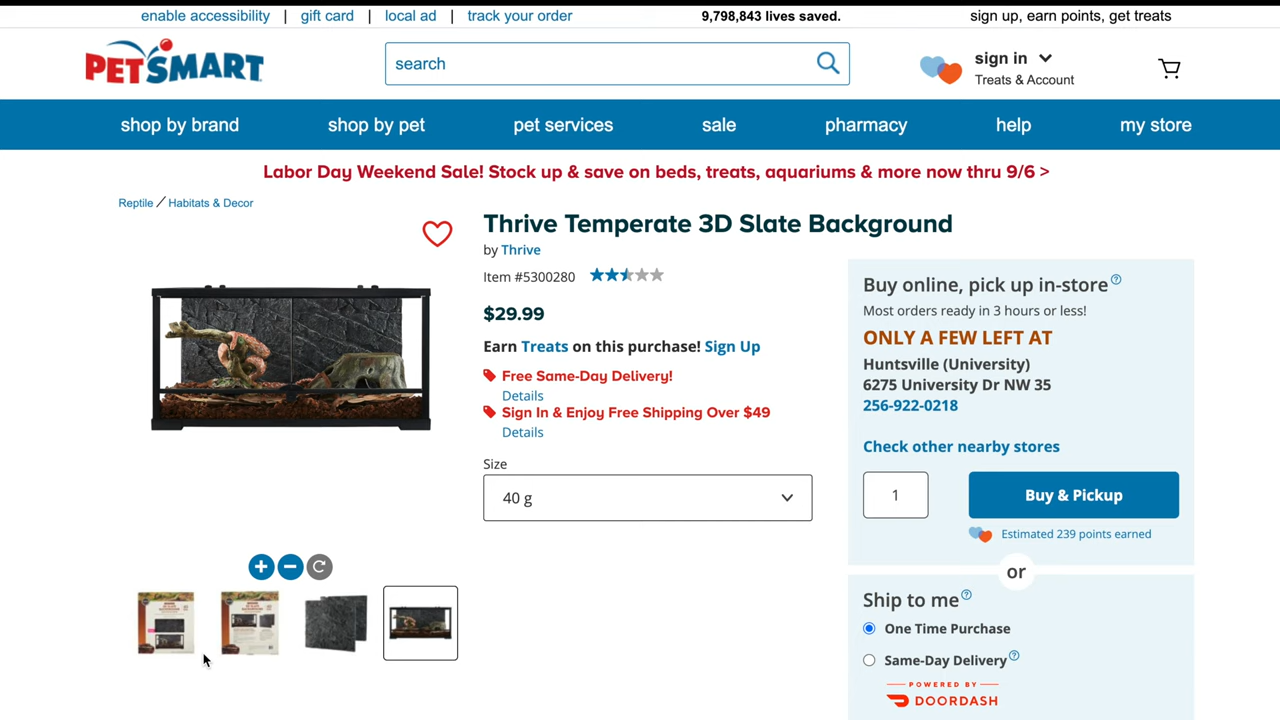 enable accessibility | gift card | local ad | track your order
9,798,843 lives saved.
sign up, earn points, get treats
PETSMART
search
sign in
Treats & Account
shop by brand
shop by pet
pet services
sale
pharmacy
help
my store
Labor Day Weekend Sale! Stock up & save on beds, treats, aquariums & more now thru 9/6 >
Reptile / Habitats & Decor
Thrive Temperate 3D Slate Background
by Thrive
Item #5300280
$29.99
Earn Treats on this purchase! Sign Up
Free Same-Day Delivery!
Details
Sign In & Enjoy Free Shipping Over $49
Details
Size
40 g
Buy online, pick up in-store
Most orders ready in 3 hours or less!
ONLY A FEW LEFT AT
Huntsville (University)
6275 University Dr NW 35
256-922-0218
Check other nearby stores
1
Buy & Pickup
Estimated 239 points earned
or
Ship to me
One Time Purchase
Same-Day Delivery
POWERED BY
DOORDASH